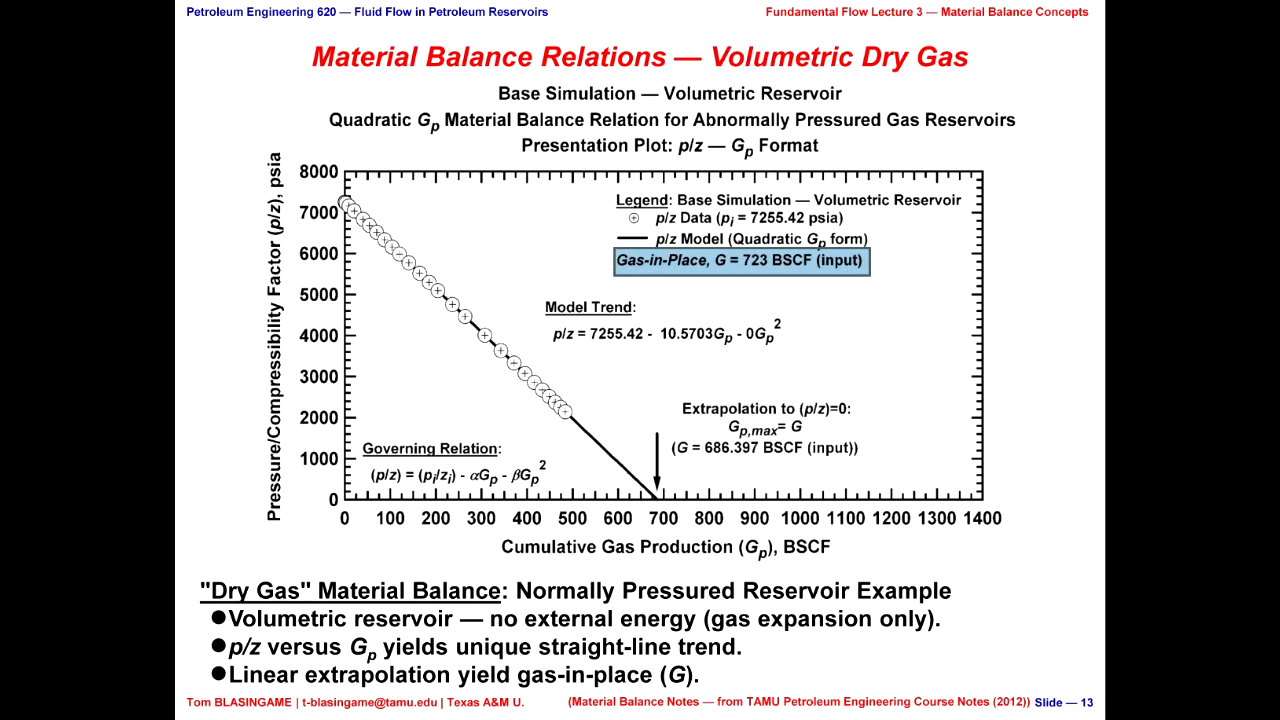 Petroleum Engineering 620 — Fluid Flow in Petroleum Reservoirs
Fundamental Flow Lecture 3 — Material Balance Concepts
Material Balance Relations — Volumetric Dry Gas
Base Simulation — Volumetric Reservoir
Quadratic Gp Material Balance Relation for Abnormally Pressured Gas Reservoirs
Presentation Plot: p/z — Gp Format
Pressure/Compressibility Factor (p/z), psia
8000
7000
6000
5000
4000
3000
2000
1000
0
Legend: Base Simulation — Volumetric Reservoir
p/z Data (pi = 7255.42 psia)
p/z Model (Quadratic Gp form)
Gas-in-Place, G = 723 BSCF (input)
Model Trend:
p/z = 7255.42 - 10.5703Gp - 0Gp2
Extrapolation to (p/z)=0:
Gp,max= G
(G = 686.397 BSCF (input))
Governing Relation:
(p/z) = (pi/zi) - αGp - βGp2
0 100 200 300 400 500 600 700 800 900 1000 1100 1200 1300 1400
Cumulative Gas Production (Gp), BSCF
"Dry Gas" Material Balance: Normally Pressured Reservoir Example
●Volumetric reservoir — no external energy (gas expansion only).
●p/z versus Gp yields unique straight-line trend.
●Linear extrapolation yield gas-in-place (G).
Tom BLASINGAME | t-blasingame@tamu.edu | Texas A&M U.
(Material Balance Notes — from TAMU Petroleum Engineering Course Notes (2012))
Slide — 13